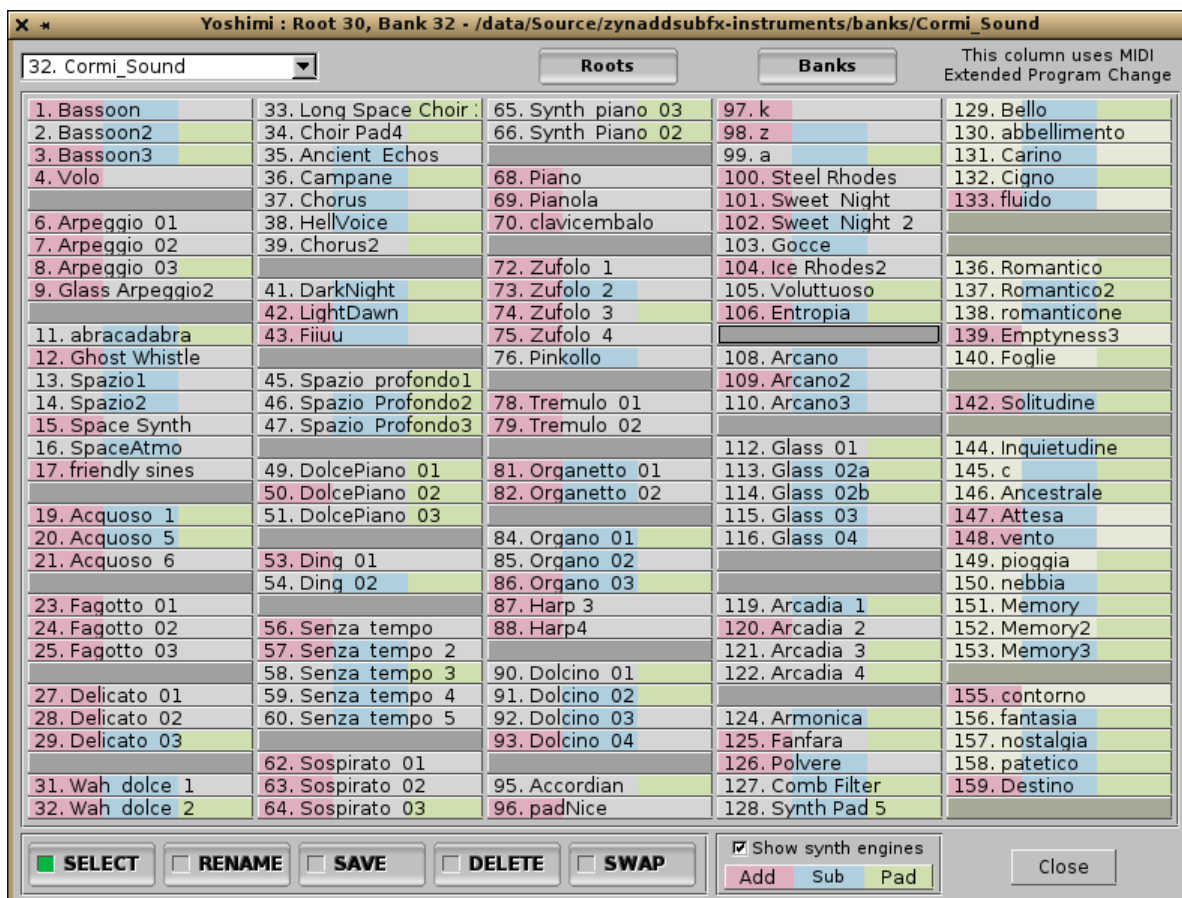 Yoshimi : Root 30, Bank 32 - /data/Source/zynaddsubfx-instruments/banks/Cormi_Sound
32. Cormi_Sound
Roots
Banks
This column uses MIDI
Extended Program Change
1. Bassoon
2. Bassoon2
3. Bassoon3
4. Volo
6. Arpeggio 01
7. Arpeggio 02
8. Arpeggio 03
9. Glass Arpeggio2
11. abracadabra
12. Ghost Whistle
13. Spazio1
14. Spazio2
15. Space Synth
16. SpaceAtmo
17. friendly sines
19. Acquoso 1
20. Acquoso 5
21. Acquoso 6
23. Fagotto 01
24. Fagotto 02
25. Fagotto 03
27. Delicato 01
28. Delicato 02
29. Delicato 03
31. Wah dolce 1
32. Wah dolce 2
33. Long Space Choir
34. Choir Pad4
35. Ancient Echos
36. Campane
37. Chorus
38. HellVoice
39. Chorus2
41. DarkNight
42. LightDawn
43. Fiiuu
45. Spazio profondo1
46. Spazio Profondo2
47. Spazio Profondo3
49. DolcePiano 01
50. DolcePiano 02
51. DolcePiano 03
53. Ding 01
54. Ding 02
56. Senza tempo
57. Senza tempo 2
58. Senza tempo 3
59. Senza tempo 4
60. Senza tempo 5
62. Sospirato 01
63. Sospirato 02
64. Sospirato 03
65. Synth piano 03
66. Synth Piano 02
68. Piano
69. Pianola
70. clavicembalo
72. Zufolo 1
73. Zufolo 2
74. Zufolo 3
75. Zufolo 4
76. Pinkollo
78. Tremulo 01
79. Tremulo 02
81. Organetto 01
82. Organetto 02
84. Organo 01
85. Organo 02
86. Organo 03
87. Harp 3
88. Harp4
90. Dolcino 01
91. Dolcino 02
92. Dolcino 03
93. Dolcino 04
95. Accordian
96. padNice
97. k
98. z
99. a
100. Steel Rhodes
101. Sweet Night
102. Sweet Night 2
103. Gocce
104. Ice Rhodes2
105. Voluttuoso
106. Entropia
108. Arcano
109. Arcano2
110. Arcano3
112. Glass 01
113. Glass 02a
114. Glass 02b
115. Glass 03
116. Glass 04
119. Arcadia 1
120. Arcadia 2
121. Arcadia 3
122. Arcadia 4
124. Armonica
125. Fanfara
126. Polvere
127. Comb Filter
128. Synth Pad 5
129. Bello
130. abbellimento
131. Carino
132. Cigno
133. fluido
136. Romantico
137. Romantico2
138. romanticone
139. Emptyness3
140. Foglie
142. Solitudine
144. Inquietudine
145. c
146. Ancestrale
147. Attesa
148. vento
149. pioggia
150. nebbia
151. Memory
152. Memory2
153. Memory3
155. contorno
156. fantasia
157. nostalgia
158. patetico
159. Destino
SELECT
RENAME
SAVE
DELETE
SWAP
Show synth engines
Add Sub Pad
Close